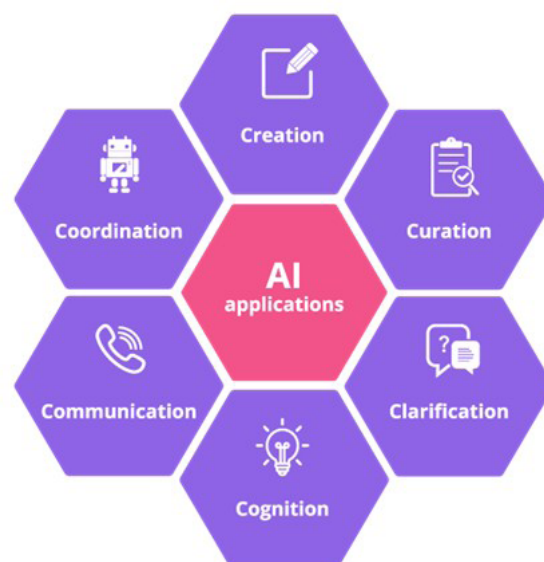 Creation
Coordination
Curation
AI
applications
?
Communication
Clarification
Cognition